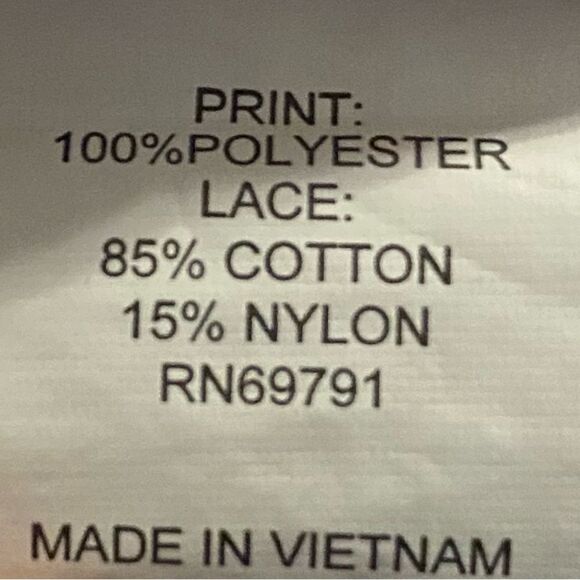 PRINT:
100%POLYESTER
LACE:
85% COTTON
15% NYLON
RN69791
MADE IN VIETNAM